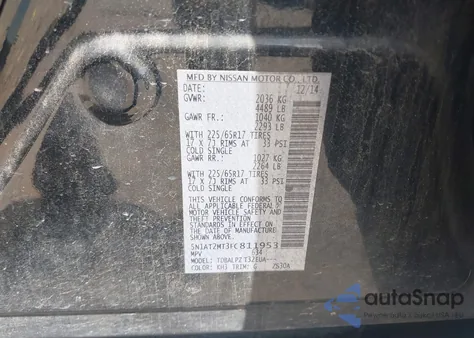 MFD BY NISSAN MOTOR CO., LTD.
DATE: 12/14
GVWR: 2036 KG
4489 LB
GAWR FR.: 1040 KG
2293 LB
WITH 225/65R17 TIRES
17 X 7J RIMS AT 33 PSI
COLD SINGLE
GAWR RR.: 1027 KG
2264 LB
WITH 225/65R17 TIRES
17 X 7J RIMS AT 33 PSI
COLD SINGLE
THIS VEHICLE CONFORMS
TO ALL APPLICABLE FEDERAL
MOTOR VEHICLE SAFETY
STANDARDS IN EFFECT ON THE
DATE OF MANUFACTURE
SHOWN ABOVE.
5N1AT2MT3FC811953
MPV
MODEL:
COLOR: KH3 TRIM: G 2630A
autoSnap